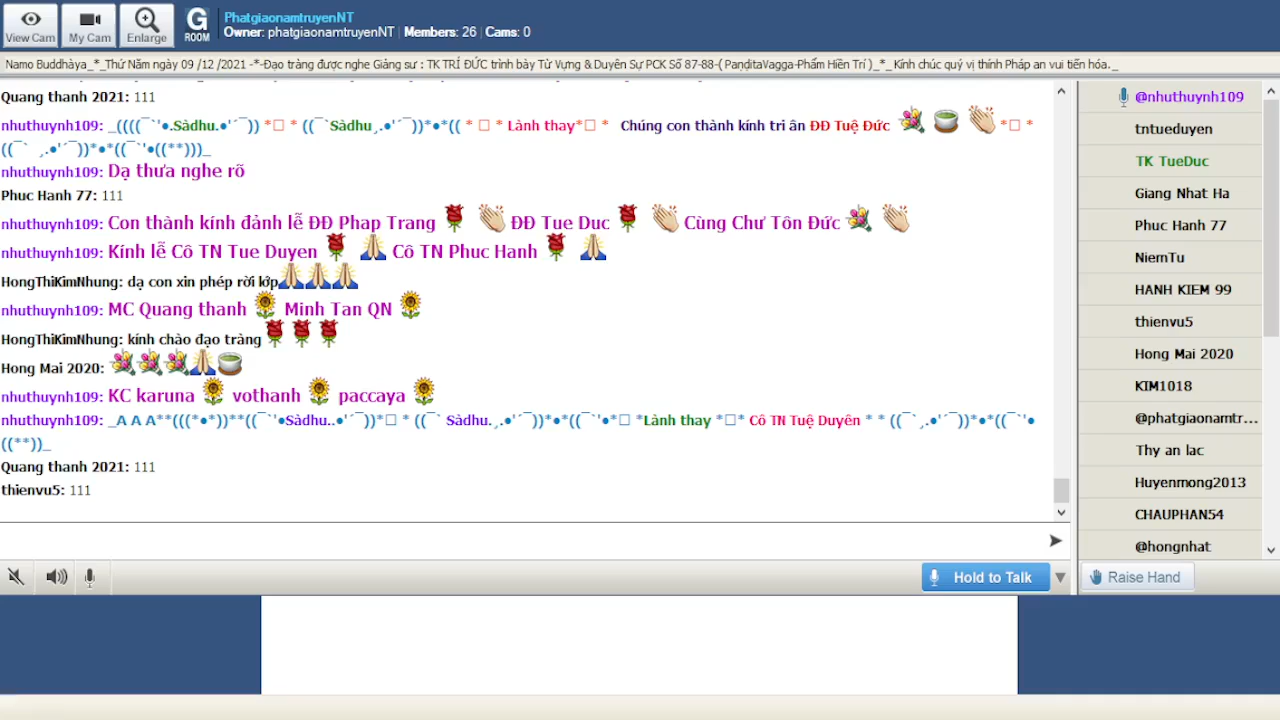 View Cam
My Cam
Enlarge
G ROOM
PhatgiaonamtruyenNT
Owner: phatgiaonamtruyenNT | Members: 26 | Cams: 0
Namo Buddhàya_*_Thứ Năm ngày 09 /12 /2021 -*-Đạo tràng được nghe Giảng sư : TK TRÍ ĐỨC trình bày Từ Vựng & Duyên Sự PCK Số 87-88-( PaṇḍitaVagga-Phẩm Hiền Trí )_*_ Kính chúc quý vị thính Pháp an vui tiến hóa._
Quang thanh 2021: 111
nhuthuynh109: _((((¯`'•.Sàdhu.•'´¯)) *□ * ((¯`Sàdhu¸.•'´¯))*•*(( * □ * Lành thay*□ * Chúng con thành kính tri ân ĐĐ Tuệ Đức *□ *
((¯` ¸.•'´¯))*•*((¯`'•((**)))_
nhuthuynh109: Dạ thưa nghe rõ
Phuc Hanh 77: 111
nhuthuynh109: Con thành kính đảnh lễ ĐĐ Phap Trang ĐĐ Tue Duc Cùng Chư Tôn Đức
nhuthuynh109: Kính lễ Cô TN Tue Duyen Cô TN Phuc Hanh
HongThiKimNhung: dạ con xin phép rời lớp
nhuthuynh109: MC Quang thanh Minh Tan QN
HongThiKimNhung: kính chào đạo tràng
Hong Mai 2020:
nhuthuynh109: KC karuna vothanh paccaya
nhuthuynh109: _A A A**(((*•*))**((¯`'•Sàdhu..•'´¯))*□ * ((¯` Sàdhu.¸.•'´¯))*•*((¯`'•*□ *Lành thay *□* Cô TN Tuệ Duyên * * ((¯`¸.•'´¯))*•*((¯`'•
((**))_
Quang thanh 2021: 111
thienvu5: 111
@nhuthuynh109
tntueduyen
TK TueDuc
Giang Nhat Ha
Phuc Hanh 77
NiemTu
HANH KIEM 99
thienvu5
Hong Mai 2020
KIM1018
@phatgiaonamtr...
Thy an lac
Huyenmong2013
CHAUPHAN54
@hongnhat
Hold to Talk
Raise Hand